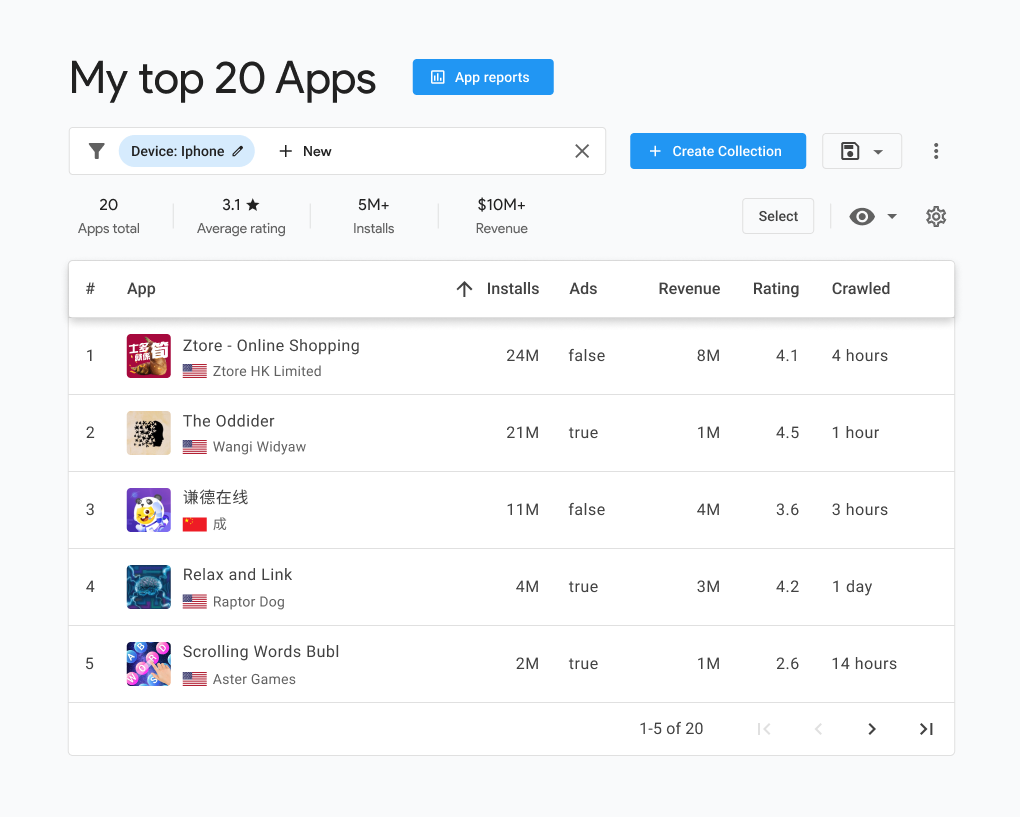 My top 20 Apps
App reports
Device: Iphone
New
Create Collection
20
Apps total
3.1
Average rating
5M+
Installs
$10M+
Revenue
Select
# App Installs Ads Revenue Rating Crawled
士多
網條
筍
1 Ztore - Online Shopping 24M false 8M 4.1 4 hours
Ztore HK Limited
2 The Oddider 21M true 1M 4.5 1 hour
Wangi Widyaw
3 谦德在线 11M false 4M 3.6 3 hours
成
4 Relax and Link 4M true 3M 4.2 1 day
Raptor Dog
A B
W O R D
S
5 Scrolling Words Bubl 2M true 1M 2.6 14 hours
Aster Games
1-5 of 20